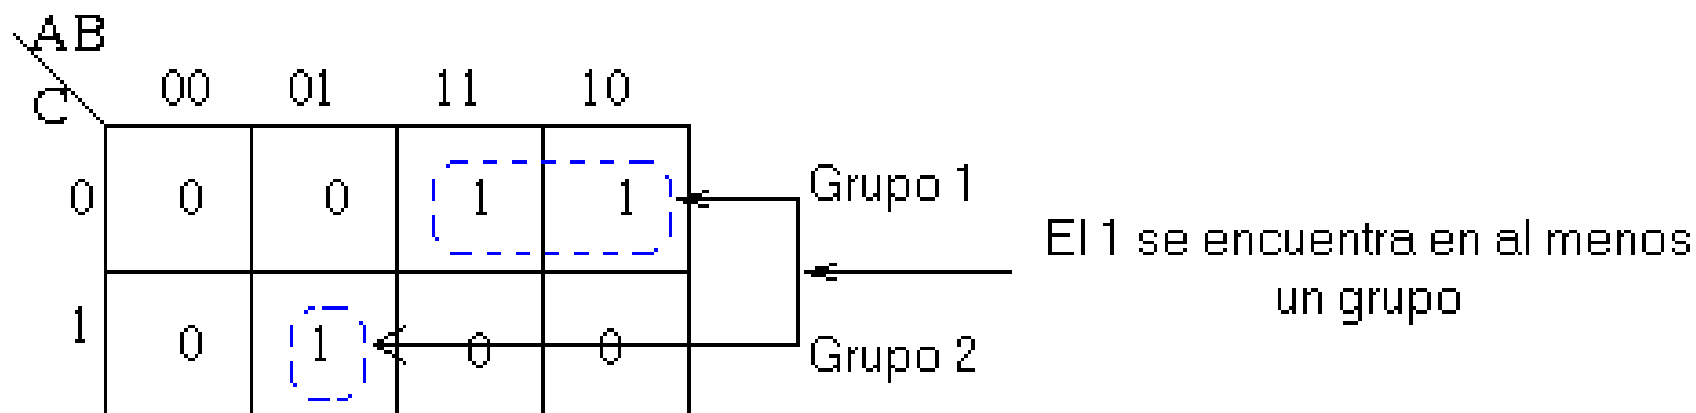 AB
C
00 01 11 10
0 0 0 1 1 Grupo 1
El 1 se encuentra en al menos
un grupo
1 0 1 0 0 Grupo 2